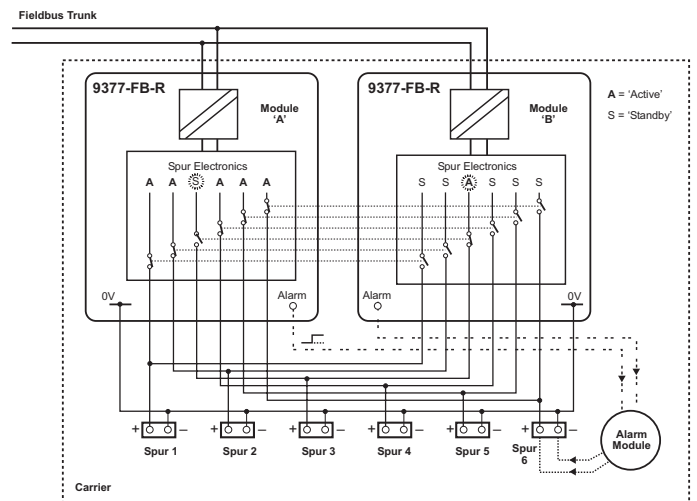 Fieldbus Trunk
9377-FB-R
Module
‘A’
9377-FB-R
Module
‘B’
A = ‘Active’
S = ‘Standby’
Spur Electronics
A A S A A A
Spur Electronics
S S A S S S
0V
Alarm
Alarm
0V
+ –
+ –
+ –
+ –
+ –
+ –
Spur 1
Spur 2
Spur 3
Spur 4
Spur 5
Spur
6
Alarm
Module
Carrier